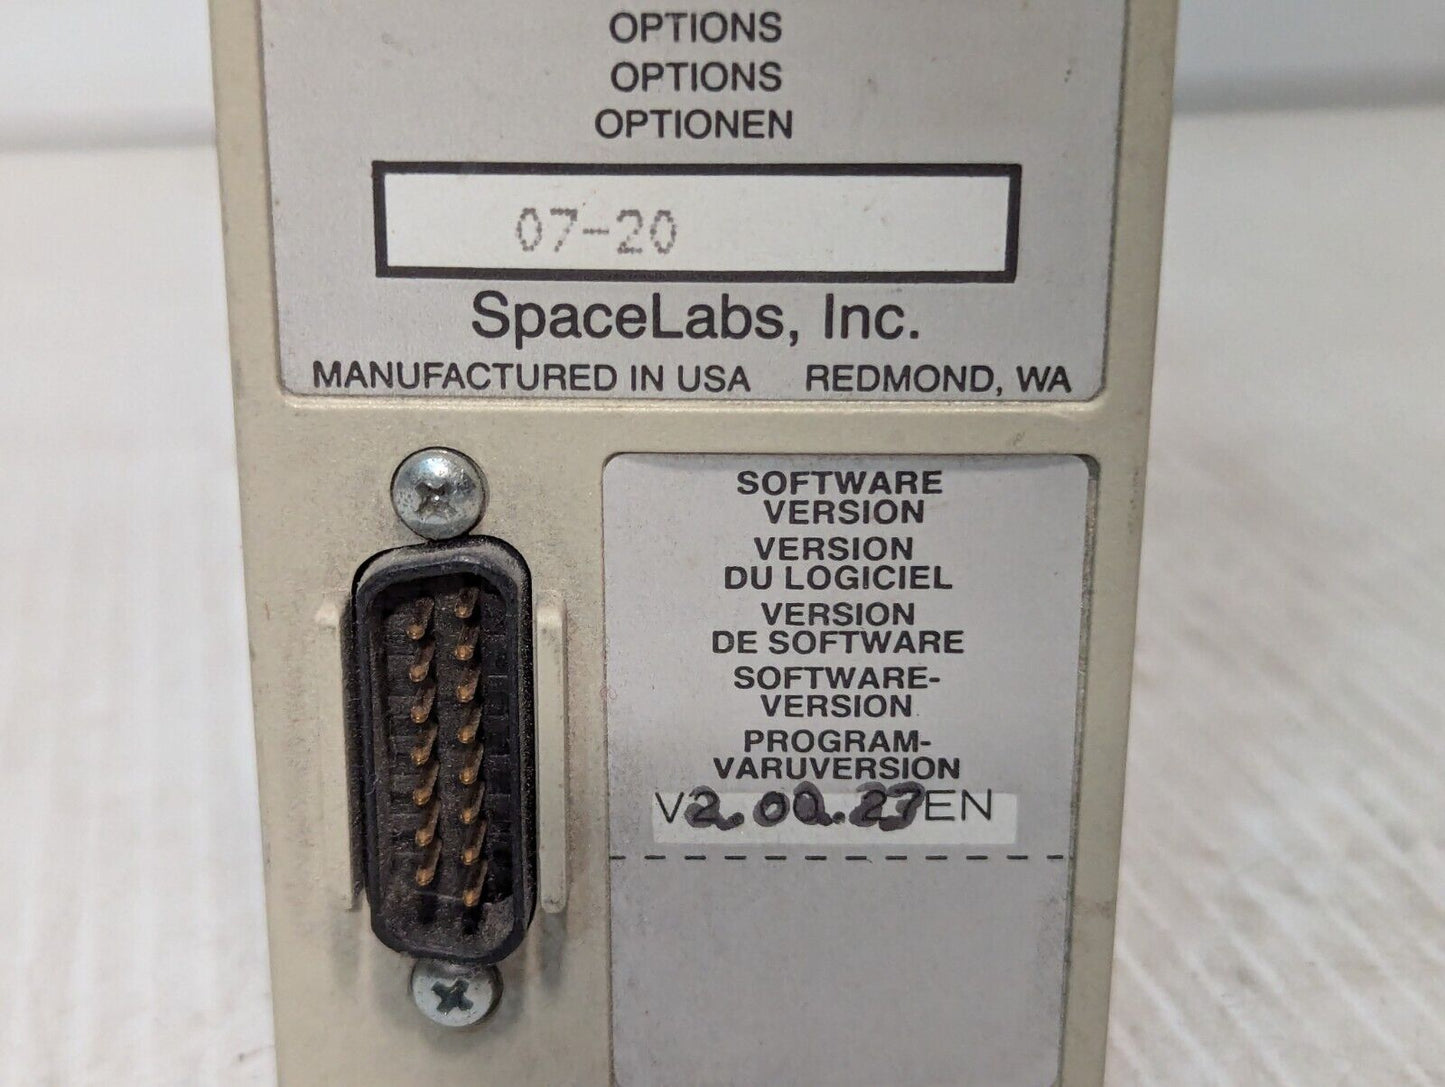 OPTIONS
OPTIONS
OPTIONEN
07-20
SpaceLabs, Inc.
MANUFACTURED IN USA REDMOND, WA
SOFTWARE
VERSION
VERSION
DU LOGICIEL
VERSION
DE SOFTWARE
SOFTWARE-
VERSION
PROGRAM-
VARUVERSION
V2.00.27EN